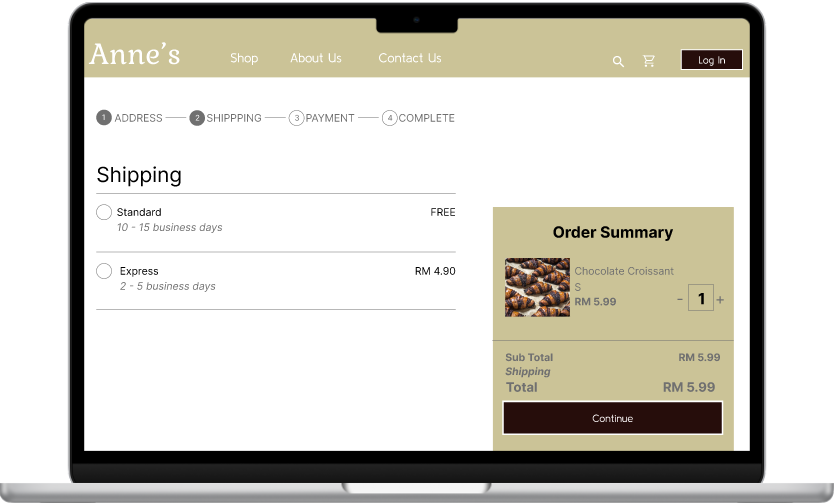 Anne's
Shop About Us Contact Us
Log In
1 ADDRESS 2 SHIPPPING 3 PAYMENT 4 COMPLETE
Shipping
Standard FREE
10 - 15 business days
Express RM 4.90
2 - 5 business days
Order Summary
Chocolate Croissant
S
RM 5.99
- 1 +
Sub Total RM 5.99
Shipping
Total RM 5.99
Continue